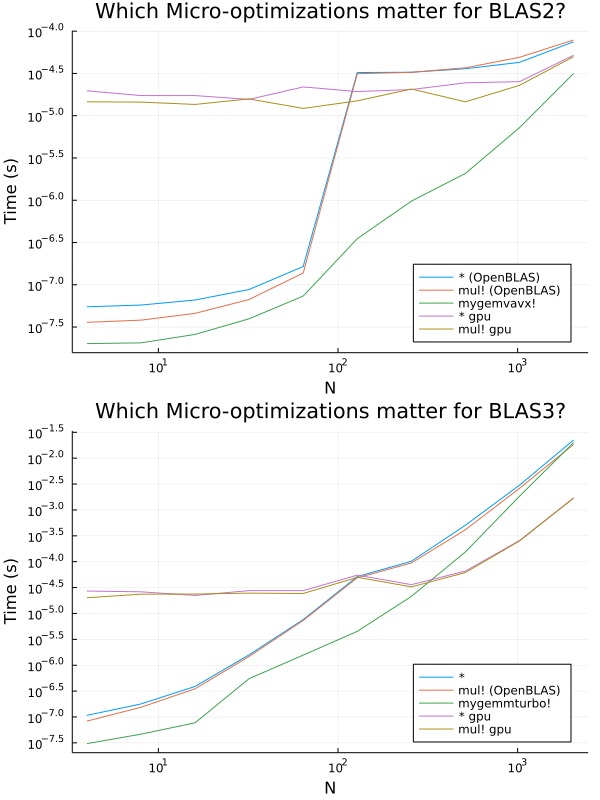 Which Micro-optimizations matter for BLAS2?
10^−4.0
10^−4.5
10^−5.0
10^−5.5
10^−6.0
10^−6.5
10^−7.0
10^−7.5
Time (s)
* (OpenBLAS)
mul! (OpenBLAS)
mygemvavx!
* gpu
mul! gpu
10^1
10^2
10^3
N
Which Micro-optimizations matter for BLAS3?
10^−1.5
10^−2.0
10^−2.5
10^−3.0
10^−3.5
10^−4.0
10^−4.5
10^−5.0
10^−5.5
10^−6.0
10^−6.5
10^−7.0
10^−7.5
Time (s)
*
mul! (OpenBLAS)
mygemmturbo!
* gpu
mul! gpu
10^1
10^2
10^3
N